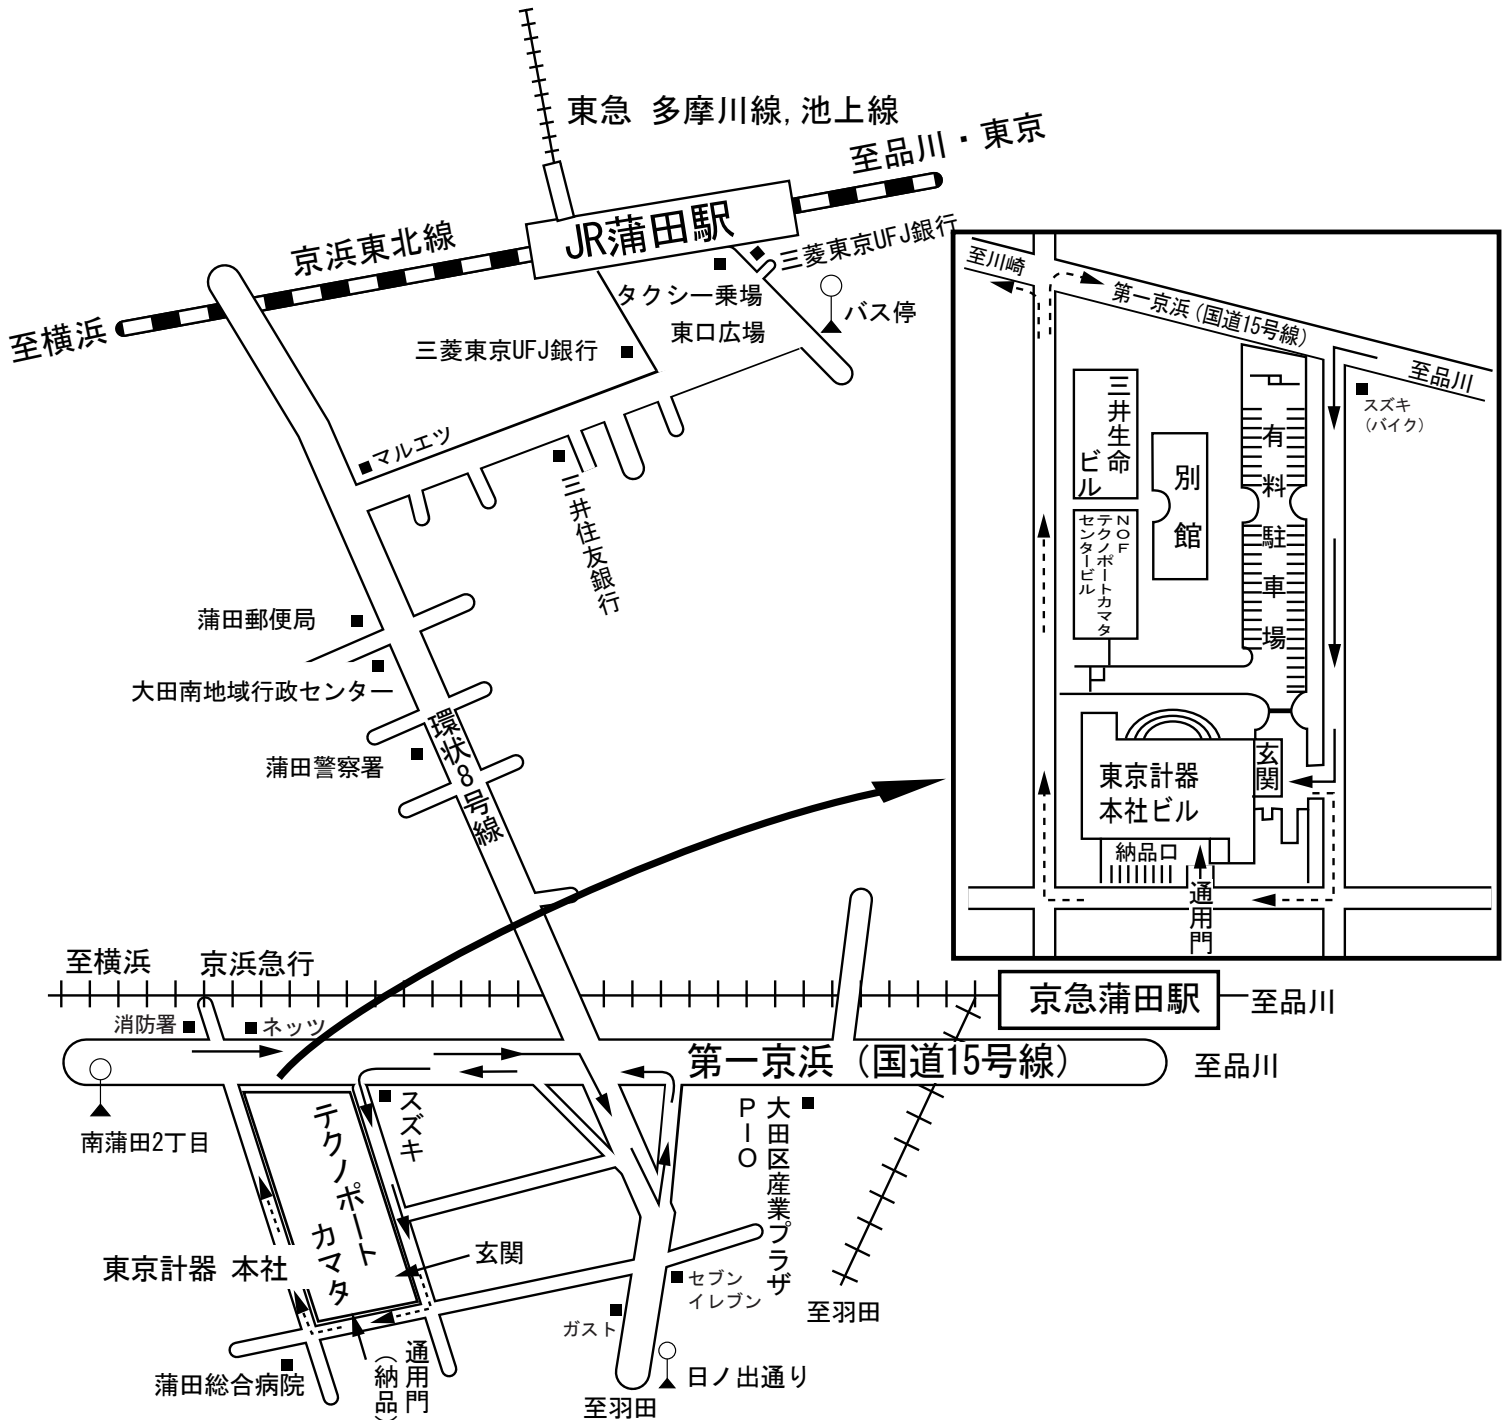 東急 多摩川線, 池上線
至品川・東京
JR蒲田駅
京浜東北線
至横浜
三菱東京UFJ銀行
タクシー乗場
東口広場
バス停
三菱東京UFJ銀行
マルエツ
三井住友銀行
蒲田郵便局
大田南地域行政センター
蒲田警察署
環状8号線
至川崎
第一京浜(国道15号線)
至品川
スズキ
(バイク)
三井生命
ビル
別館
有料駐車場
NOF
テクノポートカマタ
センタービル
玄関
東京計器
本社ビル
納品口
通用門
至横浜
京浜急行
京急蒲田駅
至品川
消防署
ネッツ
第一京浜(国道15号線)
至品川
南蒲田2丁目
テクノポート
カマタ
スズキ
大田区産業プラザ
PIO
東京計器 本社
玄関
セブン
イレブン
ガスト
至羽田
蒲田総合病院
通用門
(納品)
日ノ出通り
至羽田